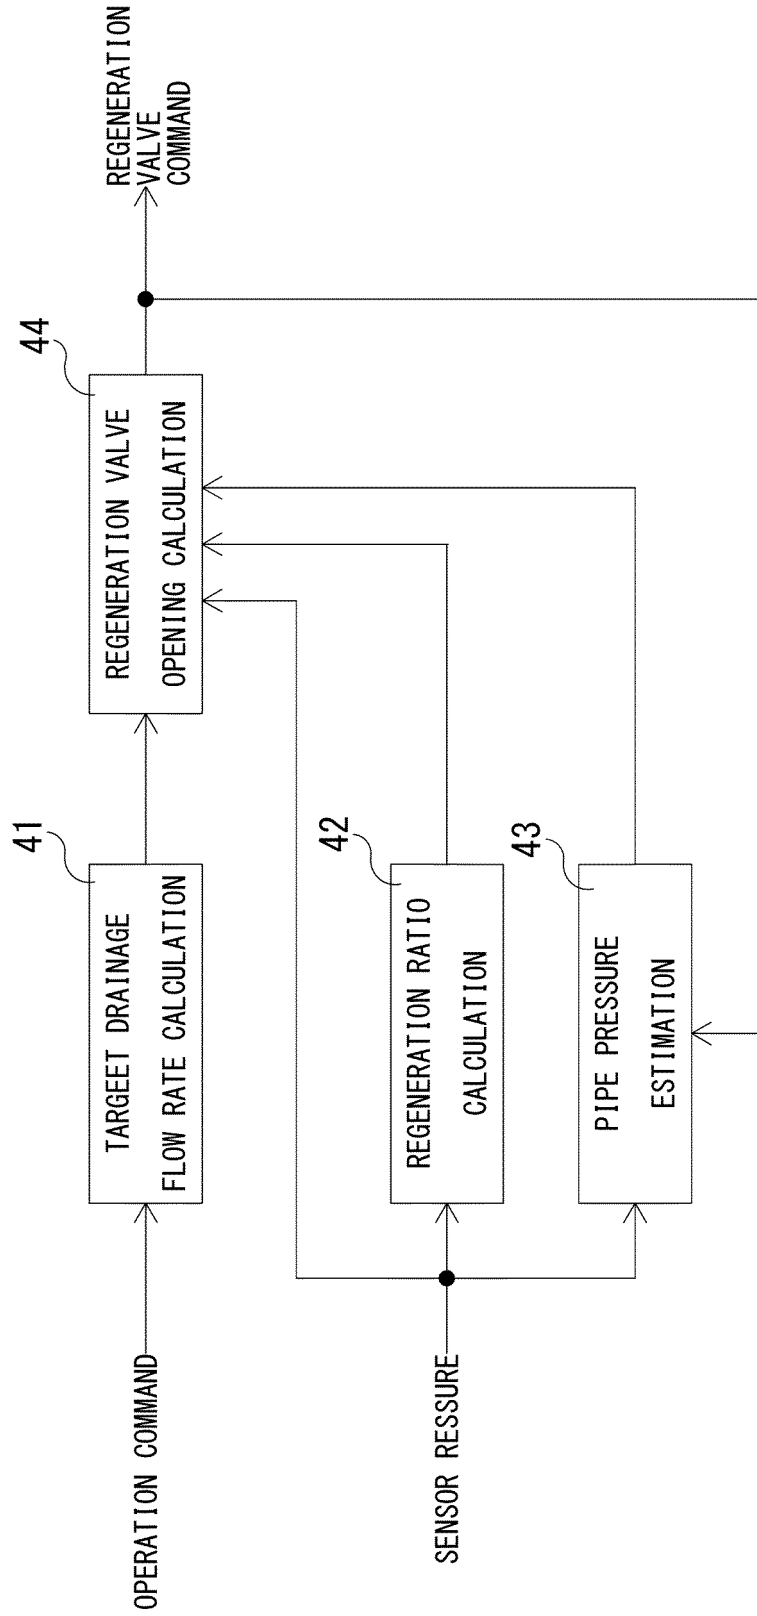 OPERATION COMMAND
41
TARGEET DRAINAGE
FLOW RATE CALCULATION
44
REGENERATION VALVE
OPENING CALCULATION
REGENERATION
VALVE
COMMAND
SENSOR RESSURE
42
REGENERATION RATIO
CALCULATION
43
PIPE PRESSURE
ESTIMATION